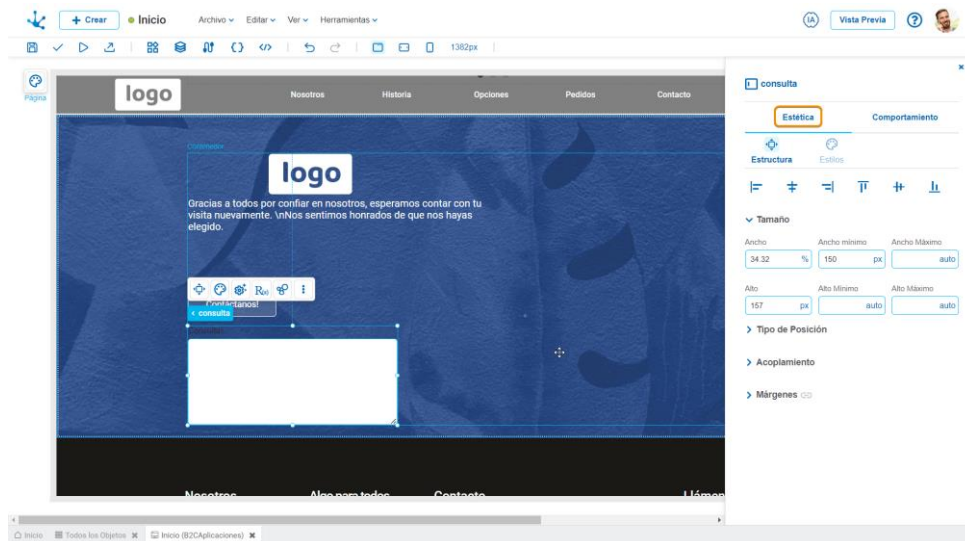 + Crear
Inicio
Archivo
Editar
Ver
Herramientas
IA
Vista Previa
?
1382px
Página
logo
Nosotros
Historia
Opciones
Pedidos
Contacto
Contenedor
logo
Gracias a todos por confiar en nosotros, esperamos contar con tu
visita nuevamente. \nNos sentimos honrados de que nos hayas
elegido.
Contáctanos!
consulta
Consulta
consulta
Estética
Comportamiento
Estructura
Estilos
Tamaño
Ancho
Ancho mínimo
Ancho Máximo
34.32 %
150 px
auto
Alto
Alto Mínimo
Alto Máximo
157 px
auto
auto
Tipo de Posición
Acoplamiento
Márgenes
Nosotros
Algo para todos
Contacto
Llámen
Inicio
Todos los Objetos
Inicio (B2CAplicaciones)